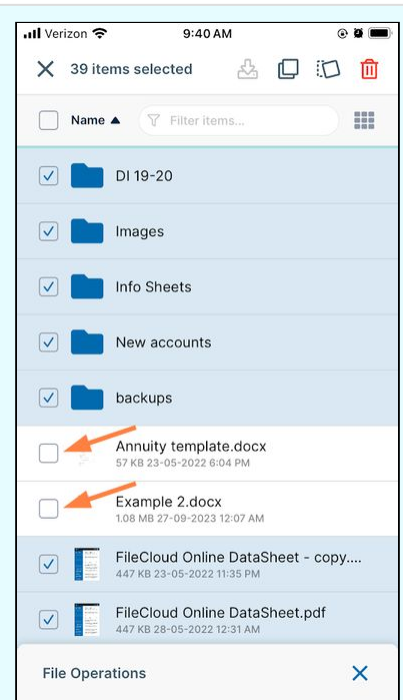 Verizon 9:40 AM
39 items selected
Name Filter items...
DI 19-20
Images
Info Sheets
New accounts
backups
Annuity template.docx
57 KB 23-05-2022 6:04 PM
Example 2.docx
1.08 MB 27-09-2023 12:07 AM
FileCloud Online DataSheet - copy....
447 KB 23-05-2022 11:35 PM
FileCloud Online DataSheet.pdf
447 KB 28-05-2022 12:31 AM
File Operations